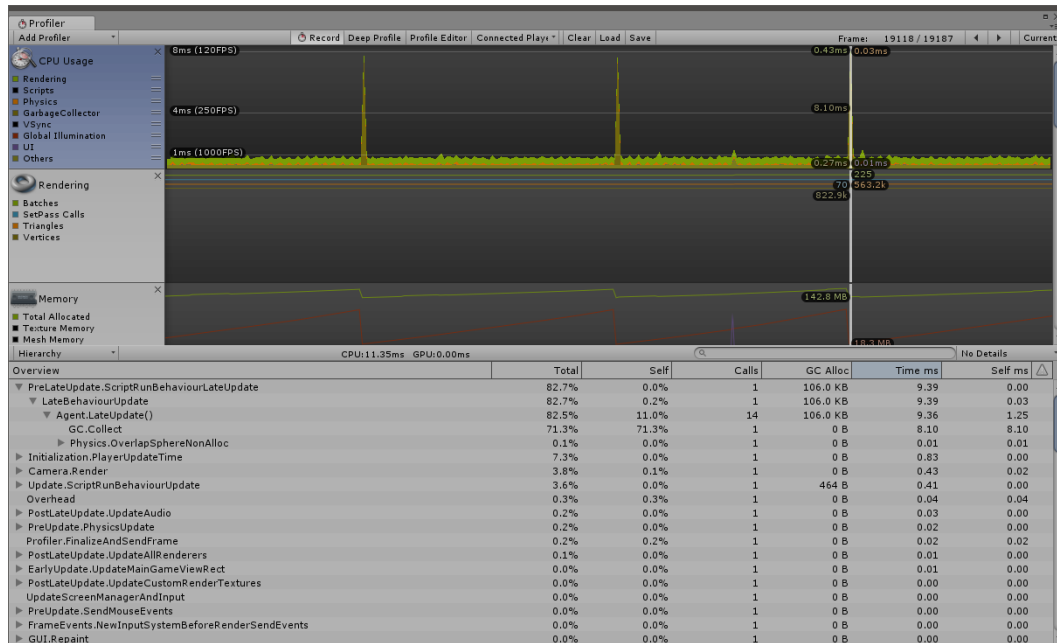 Profiler
Add Profiler Record Deep Profile Profile Editor Connected Playe Clear Load Save Frame: 19118 / 19187 Current
CPU Usage
Rendering
Scripts
Physics
GarbageCollector
VSync
Global Illumination
UI
Others
8ms (120FPS)
4ms (250FPS)
1ms (1000FPS)
0.43ms 0.03ms
8.10ms
0.27ms 0.01ms
Rendering
Batches
SetPass Calls
Triangles
Vertices
225
70 563.2k
822.9k
Memory
Total Allocated
Texture Memory
Mesh Memory
142.8 MB
18.3 MB
Hierarchy CPU:11.35ms GPU:0.00ms No Details
Overview Total Self Calls GC Alloc Time ms Self ms
PreLateUpdate.ScriptRunBehaviourLateUpdate 82.7% 0.0% 1 106.0 KB 9.39 0.00
LateBehaviourUpdate 82.7% 0.2% 1 106.0 KB 9.39 0.03
Agent.LateUpdate() 82.5% 11.0% 14 106.0 KB 9.36 1.25
GC.Collect 71.3% 71.3% 1 0 B 8.10 8.10
Physics.OverlapSphereNonAlloc 0.1% 0.0% 1 0 B 0.01 0.01
Initialization.PlayerUpdateTime 7.3% 0.0% 1 0 B 0.83 0.00
Camera.Render 3.8% 0.1% 1 0 B 0.43 0.02
Update.ScriptRunBehaviourUpdate 3.6% 0.0% 1 464 B 0.41 0.00
Overhead 0.3% 0.3% 1 0 B 0.04 0.04
PostLateUpdate.UpdateAudio 0.2% 0.0% 1 0 B 0.03 0.00
PreUpdate.PhysicsUpdate 0.2% 0.0% 1 0 B 0.02 0.00
Profiler.FinalizeAndSendFrame 0.2% 0.2% 1 0 B 0.02 0.02
PostLateUpdate.UpdateAllRenderers 0.1% 0.0% 1 0 B 0.01 0.00
EarlyUpdate.UpdateMainGameViewRect 0.0% 0.0% 1 0 B 0.01 0.00
PostLateUpdate.UpdateCustomRenderTextures 0.0% 0.0% 1 0 B 0.00 0.00
UpdateScreenManagerAndInput 0.0% 0.0% 1 0 B 0.00 0.00
PreUpdate.SendMouseEvents 0.0% 0.0% 1 0 B 0.00 0.00
FrameEvents.NewInputSystemBeforeRenderSendEvents 0.0% 0.0% 1 0 B 0.00 0.00
GUI.Repaint 0.0% 0.0% 1 0 B 0.00 0.00